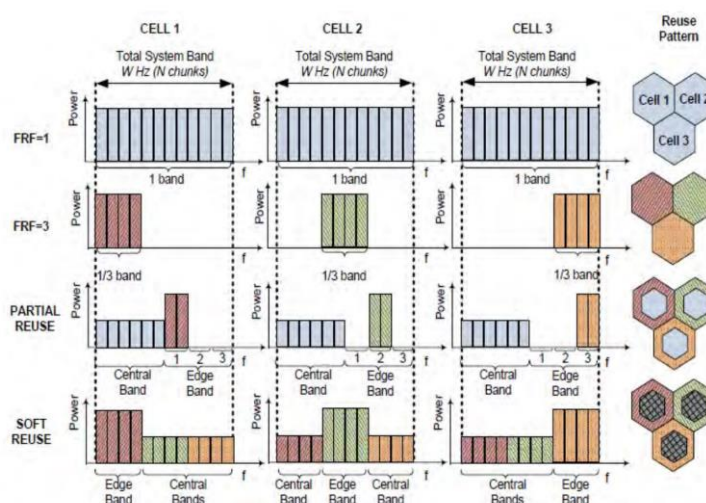 CELL 1 CELL 2 CELL 3 Reuse
Pattern
Total System Band Total System Band Total System Band
W Hz (N chunks) W Hz (N chunks) W Hz (N chunks)
Power Power Power
FRF=1
Cell 1 Cell 2
Cell 3
f f f
1 band 1 band 1 band
Power Power Power
FRF=3
f f f
1/3 band 1/3 band 1/3 band
Power Power Power
PARTIAL
REUSE
1 2 3 f 1 2 3 f 1 2 3 f
Central Edge Central Edge Central Edge
Band Band Band Band Band Band
Power Power Power
SOFT
REUSE
f f f
Edge Central Central Edge Central Central Edge
Band Bands Band Band Band Bands Band